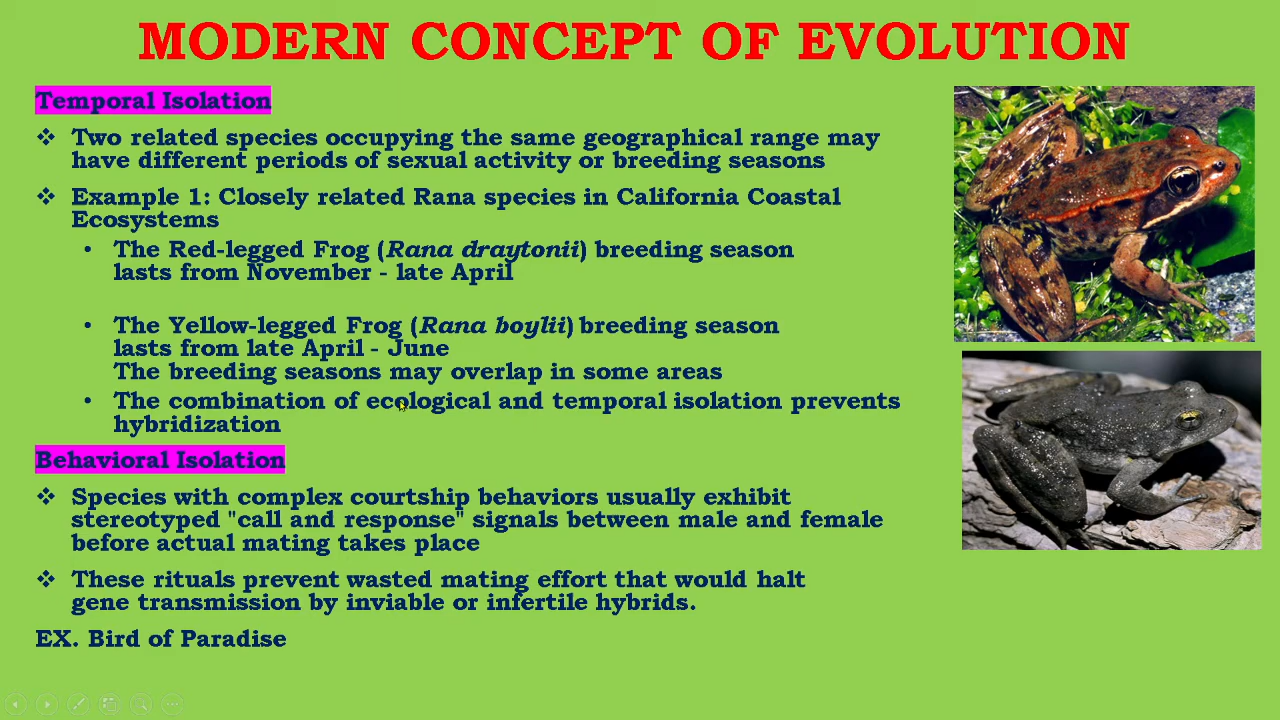 MODERN CONCEPT OF EVOLUTION
Temporal Isolation
❖ Two related species occupying the same geographical range may
have different periods of sexual activity or breeding seasons
❖ Example 1: Closely related Rana species in California Coastal
Ecosystems
• The Red-legged Frog (Rana draytonii) breeding season
lasts from November - late April
• The Yellow-legged Frog (Rana boylii) breeding season
lasts from late April - June
The breeding seasons may overlap in some areas
• The combination of ecological and temporal isolation prevents
hybridization
Behavioral Isolation
❖ Species with complex courtship behaviors usually exhibit
stereotyped "call and response" signals between male and female
before actual mating takes place
❖ These rituals prevent wasted mating effort that would halt
gene transmission by inviable or infertile hybrids.
EX. Bird of Paradise